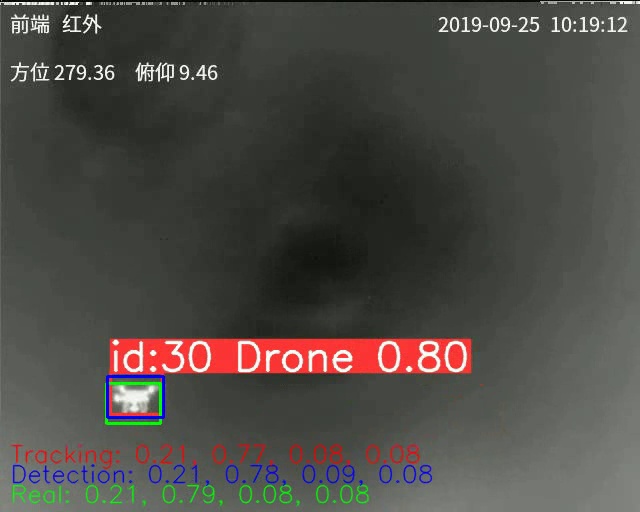 前端 红外 2019-09-25 10:19:12
方位 279.36 俯仰 9.46
id:30 Drone 0.80
Tracking: 0.21, 0.77, 0.08, 0.08
Detection: 0.21, 0.78, 0.09, 0.08
Real: 0.21, 0.79, 0.08, 0.08